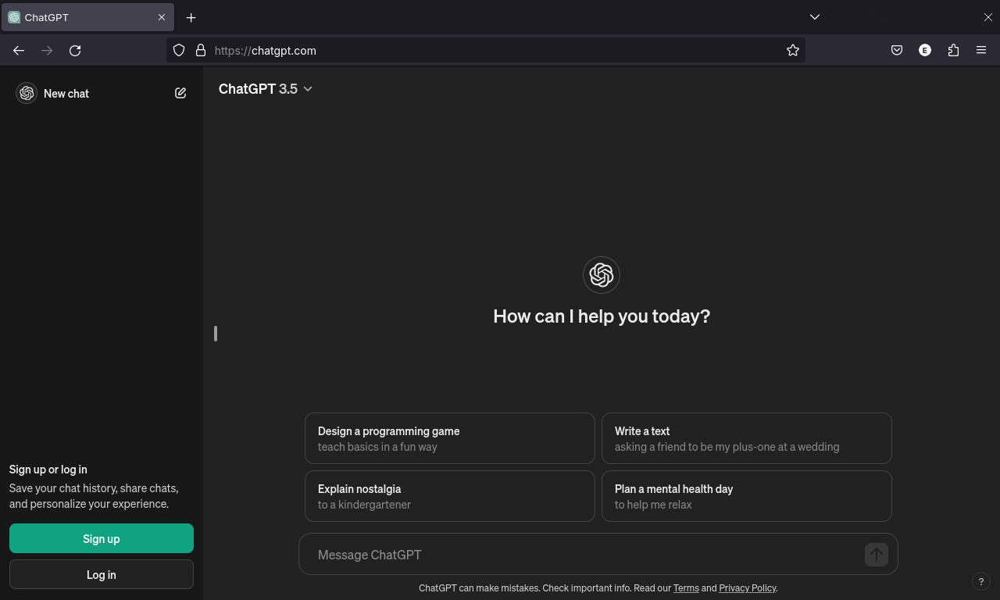 ChatGPT
https://chatgpt.com
E
New chat
ChatGPT 3.5
How can I help you today?
Design a programming game
teach basics in a fun way
Write a text
asking a friend to be my plus-one at a wedding
Explain nostalgia
to a kindergartener
Plan a mental health day
to help me relax
Sign up or log in
Save your chat history, share chats,
and personalize your experience.
Sign up
Log in
Message ChatGPT
ChatGPT can make mistakes. Check important info. Read our Terms and Privacy Policy.
?